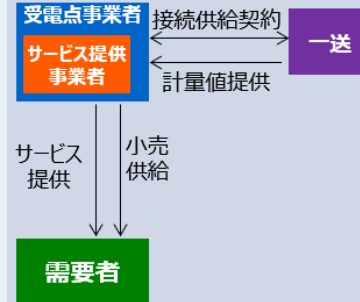 受電点事業者
接続供給契約
サービス提供
事業者
一送
計量値提供
サービス
提供
小売
供給
需要者